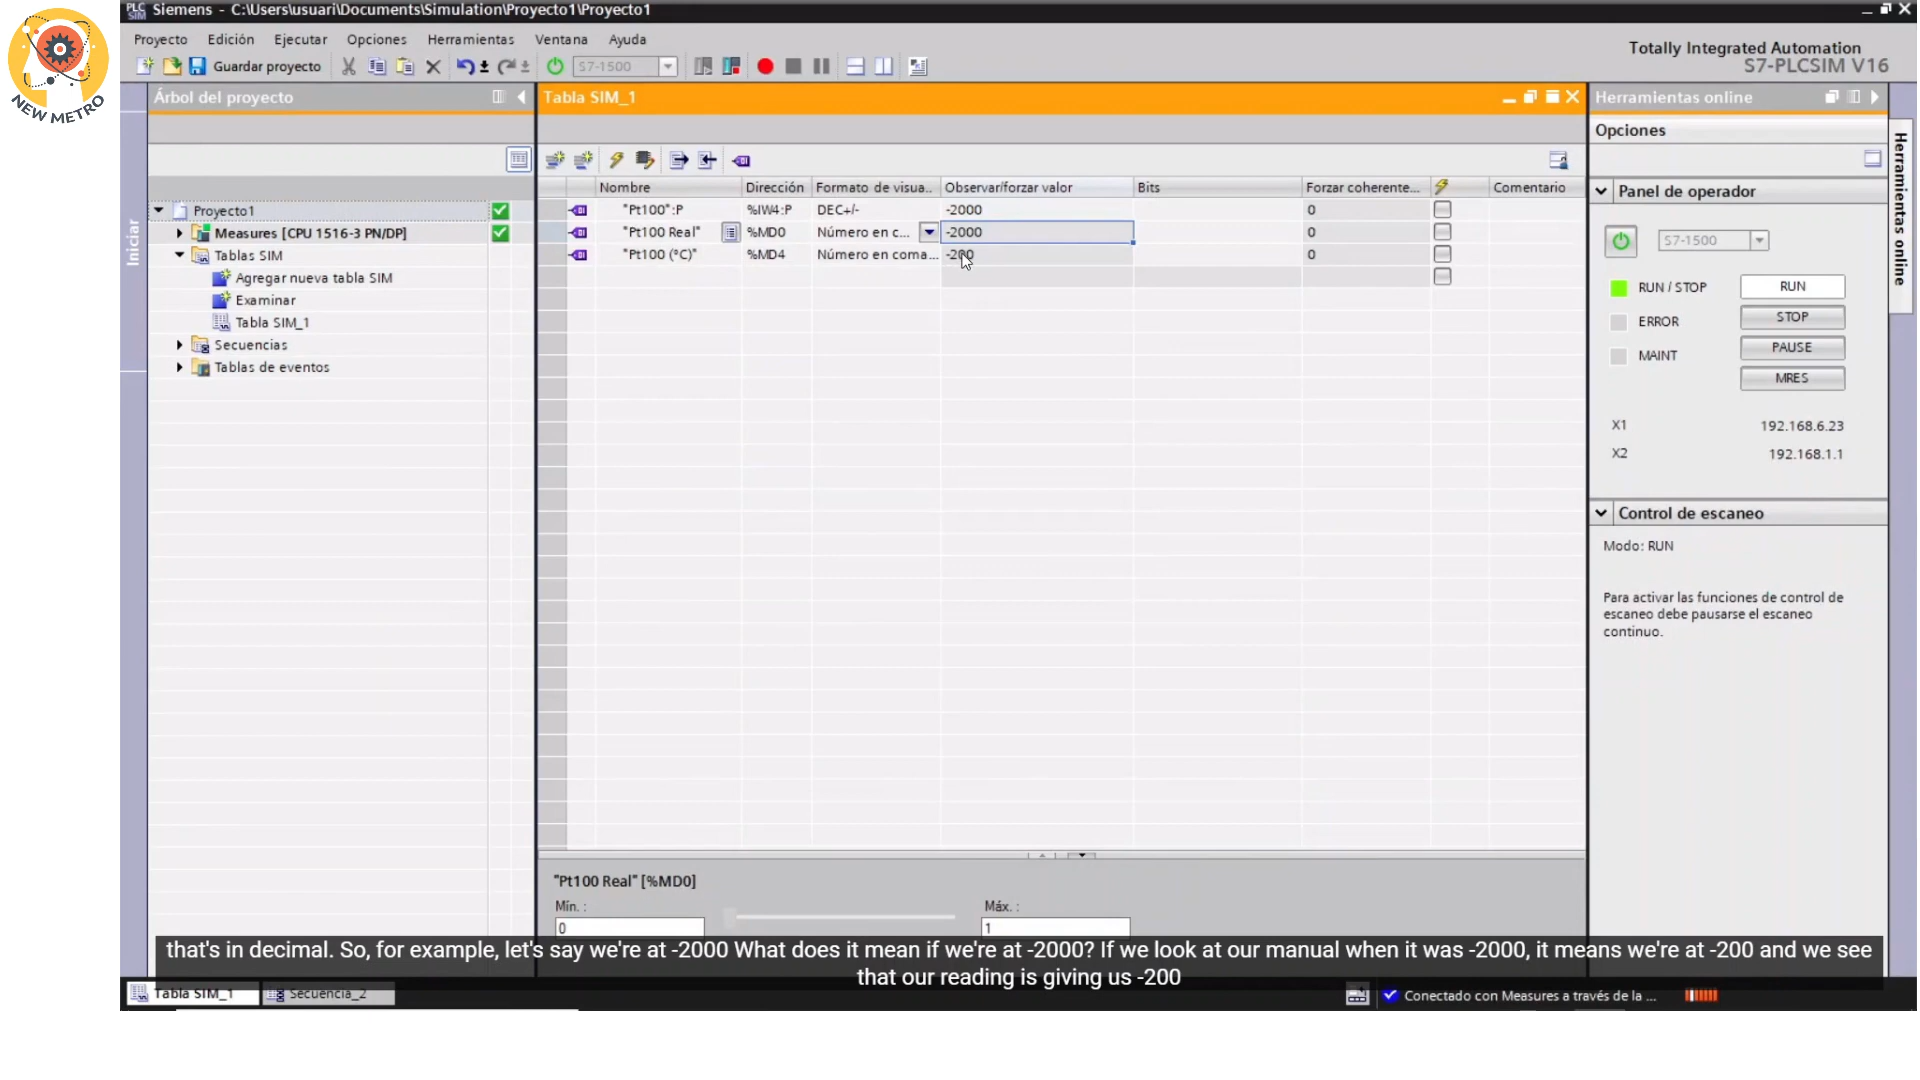 Siemens - C:\Users\usuari\Documents\Simulation\Proyecto1\Proyecto1
PLC SIM
NEW METRO
Proyecto Edición Ejecutar Opciones Herramientas Ventana Ayuda
Totally Integrated Automation
S7-PLCSIM V16
Guardar proyecto S7-1500
Árbol del proyecto
Tabla SIM_1
Herramientas online
Opciones
Iniciar
Herramientas online
Nombre Dirección Formato de visua... Observar/forzar valor Bits Forzar coherente... Comentario
"Pt100":P %IW4:P DEC+/- -2000 0
"Pt100 Real" %MD0 Número en c... -2000 0
"Pt100 (°C)" %MD4 Número en coma... -200 0
Proyecto1
Measures [CPU 1516-3 PN/DP]
Tablas SIM
Agregar nueva tabla SIM
Examinar
Tabla SIM_1
Secuencias
Tablas de eventos
Panel de operador
S7-1500
RUN / STOP RUN
ERROR STOP
MAINT PAUSE
MRES
X1 192.168.6.23
X2 192.168.1.1
Control de escaneo
Modo: RUN
Para activar las funciones de control de
escaneo debe pausarse el escaneo
continuo.
"Pt100 Real" [%MD0]
Mín. : Máx. :
0 1
that's in decimal. So, for example, let's say we're at -2000 What does it mean if we're at -2000? If we look at our manual when it was -2000, it means we're at -200 and we see
that our reading is giving us -200
Tabla SIM_1 Secuencia_2
Conectado con Measures a través de la ...